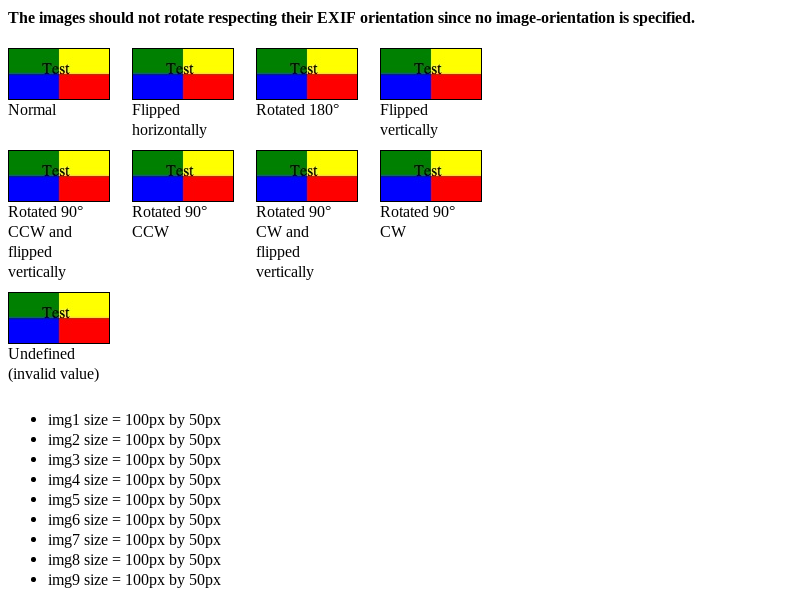 The images should not rotate respecting their EXIF orientation since no image-orientation is specified.
Test Test Test Test
Normal Flipped horizontally Rotated 180° Flipped vertically
Test Test Test Test
Rotated 90° CCW and flipped vertically Rotated 90° CCW Rotated 90° CW and flipped vertically Rotated 90° CW
Test
Undefined
(invalid value)
• img1 size = 100px by 50px
• img2 size = 100px by 50px
• img3 size = 100px by 50px
• img4 size = 100px by 50px
• img5 size = 100px by 50px
• img6 size = 100px by 50px
• img7 size = 100px by 50px
• img8 size = 100px by 50px
• img9 size = 100px by 50px